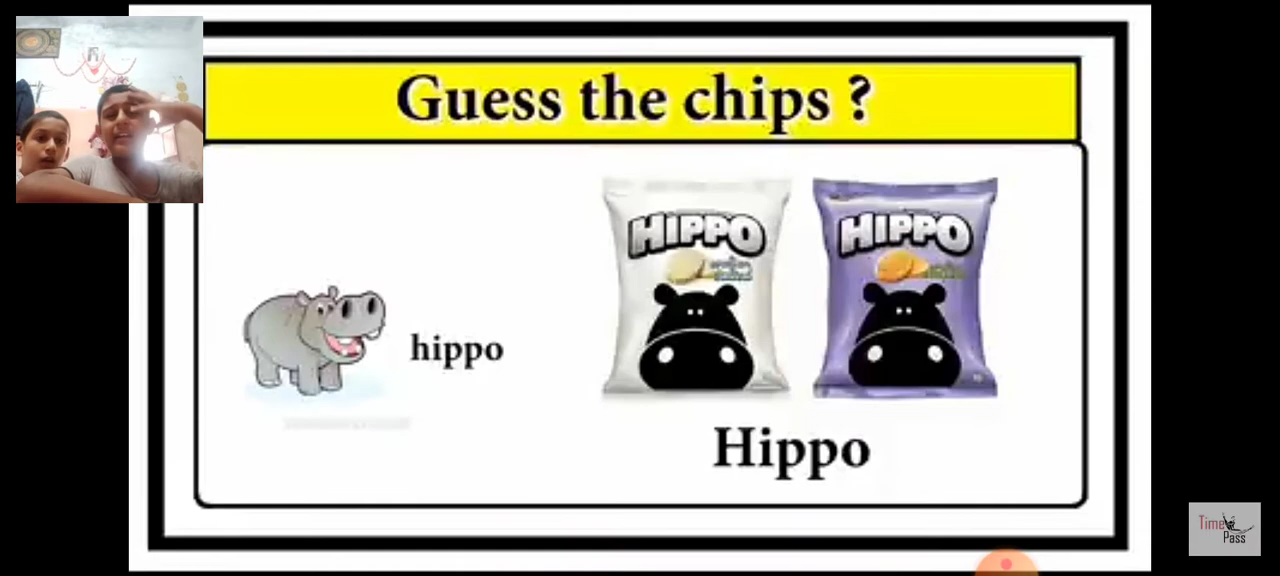 Guess the chips ?
HIPPO
HIPPO
hippo
Hippo
Time
Pass